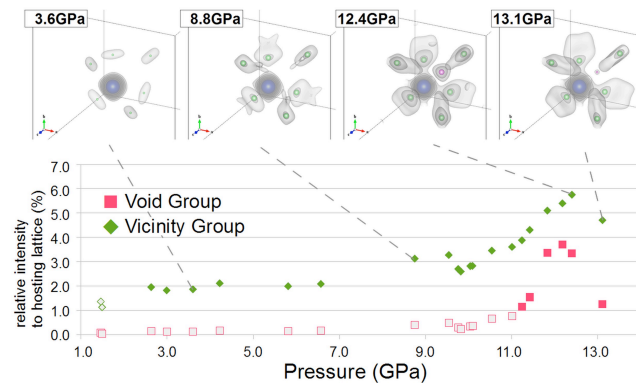 3.6GPa 8.8GPa 12.4GPa 13.1GPa
7.0
6.0
5.0
4.0
3.0
2.0
1.0
0.0
relative intensity
to hosting lattice (%)
Void Group
Vicinity Group
1.0 3.0 5.0 7.0 9.0 11.0 13.0
Pressure (GPa)